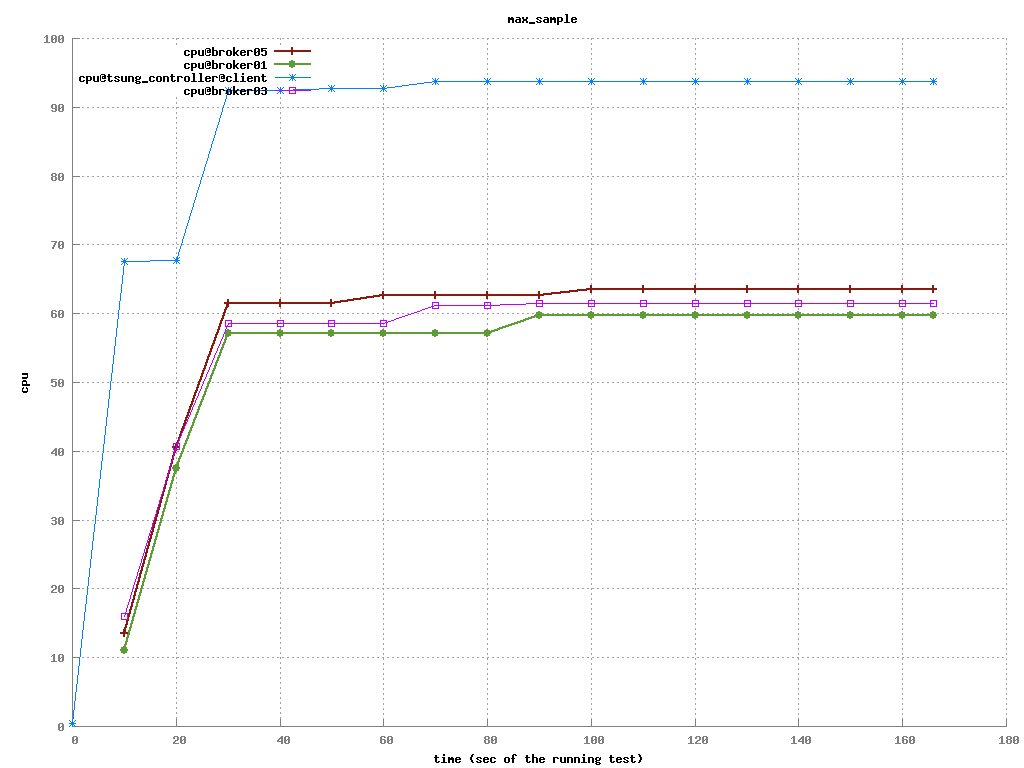 max_sample
100
90
80
70
60
50
40
30
20
10
0
cpu@broker05
cpu@broker01
cpu@tsung_controller@client
cpu@broker03
cpu
0 20 40 60 80 100 120 140 160 180
time (sec of the running test)